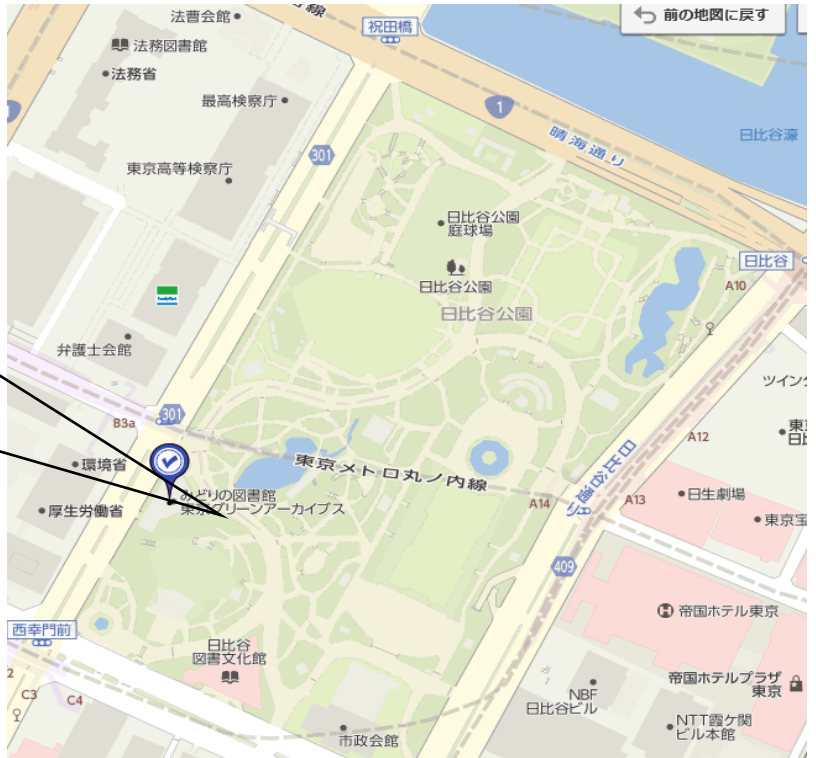 法曹会館
線
祝田橋
前の地図に戻す
法務図書館
法務省
1
最高検察庁
1
晴海通り
日比谷濠
301
東京高等検察庁
日比谷公園
庭球場
日比谷
日比谷公園
A10
日比谷公園
FamilyMart
弁護士会館
ツイン
301
B3a
東
日比
A12
日比谷通り
環境省
東京メトロ丸ノ内線
みどりの図書館
東京グリーンアーカイブス
厚生労働省
A14
A13
日生劇場
東京宝
409
H 帝国ホテル東京
西幸門前
日比谷
図書文化館
2
C3
C4
帝国ホテルプラザ
東京
NBF
日比谷ビル
NTT霞ケ関
ビル本館
市政会館